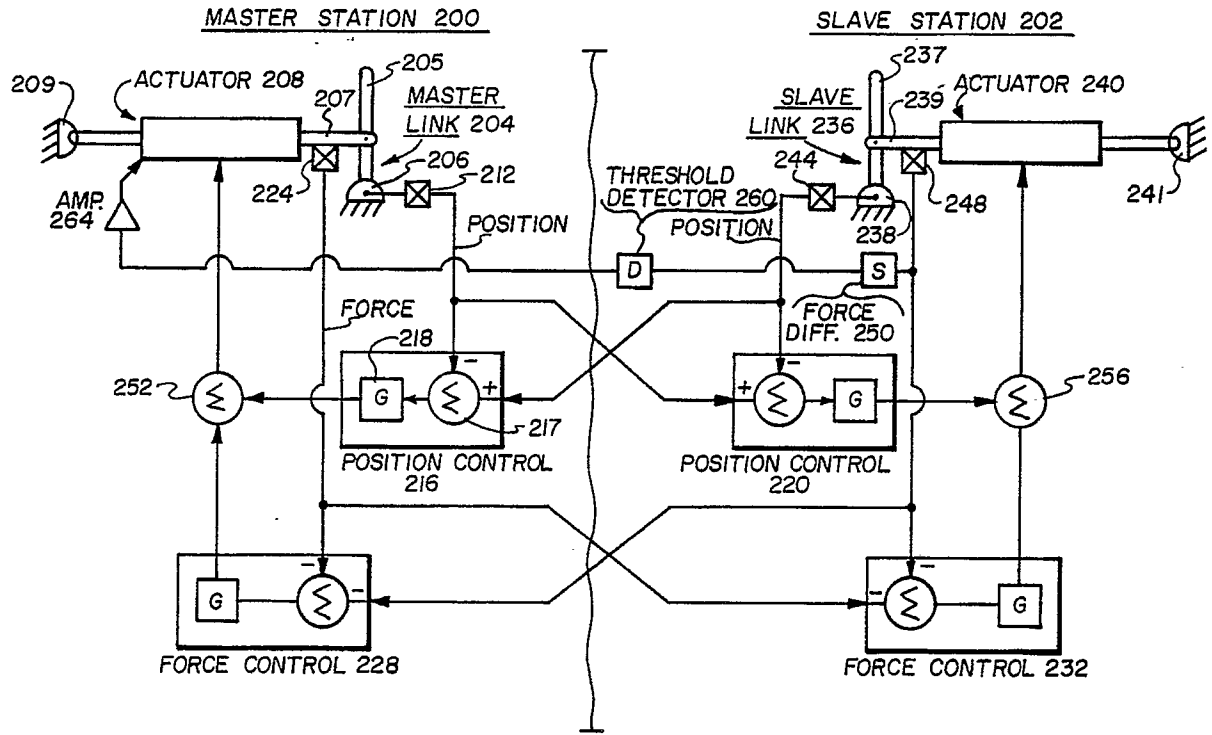 MASTER STATION 200
SLAVE STATION 202
209
ACTUATOR 208
205
207
MASTER
LINK 204
206
212
224
AMP.
264
POSITION
237
SLAVE
LINK 236
239
ACTUATOR 240
244
248
241
238
THRESHOLD
DETECTOR 260
POSITION
D
S
FORCE
DIFF. 250
FORCE
218
252
G
Σ
Σ
-
+
217
POSITION CONTROL
216
-
+
Σ
G
Σ
256
POSITION CONTROL
220
G
Σ
-
-
FORCE CONTROL 228
-
-
Σ
G
FORCE CONTROL 232